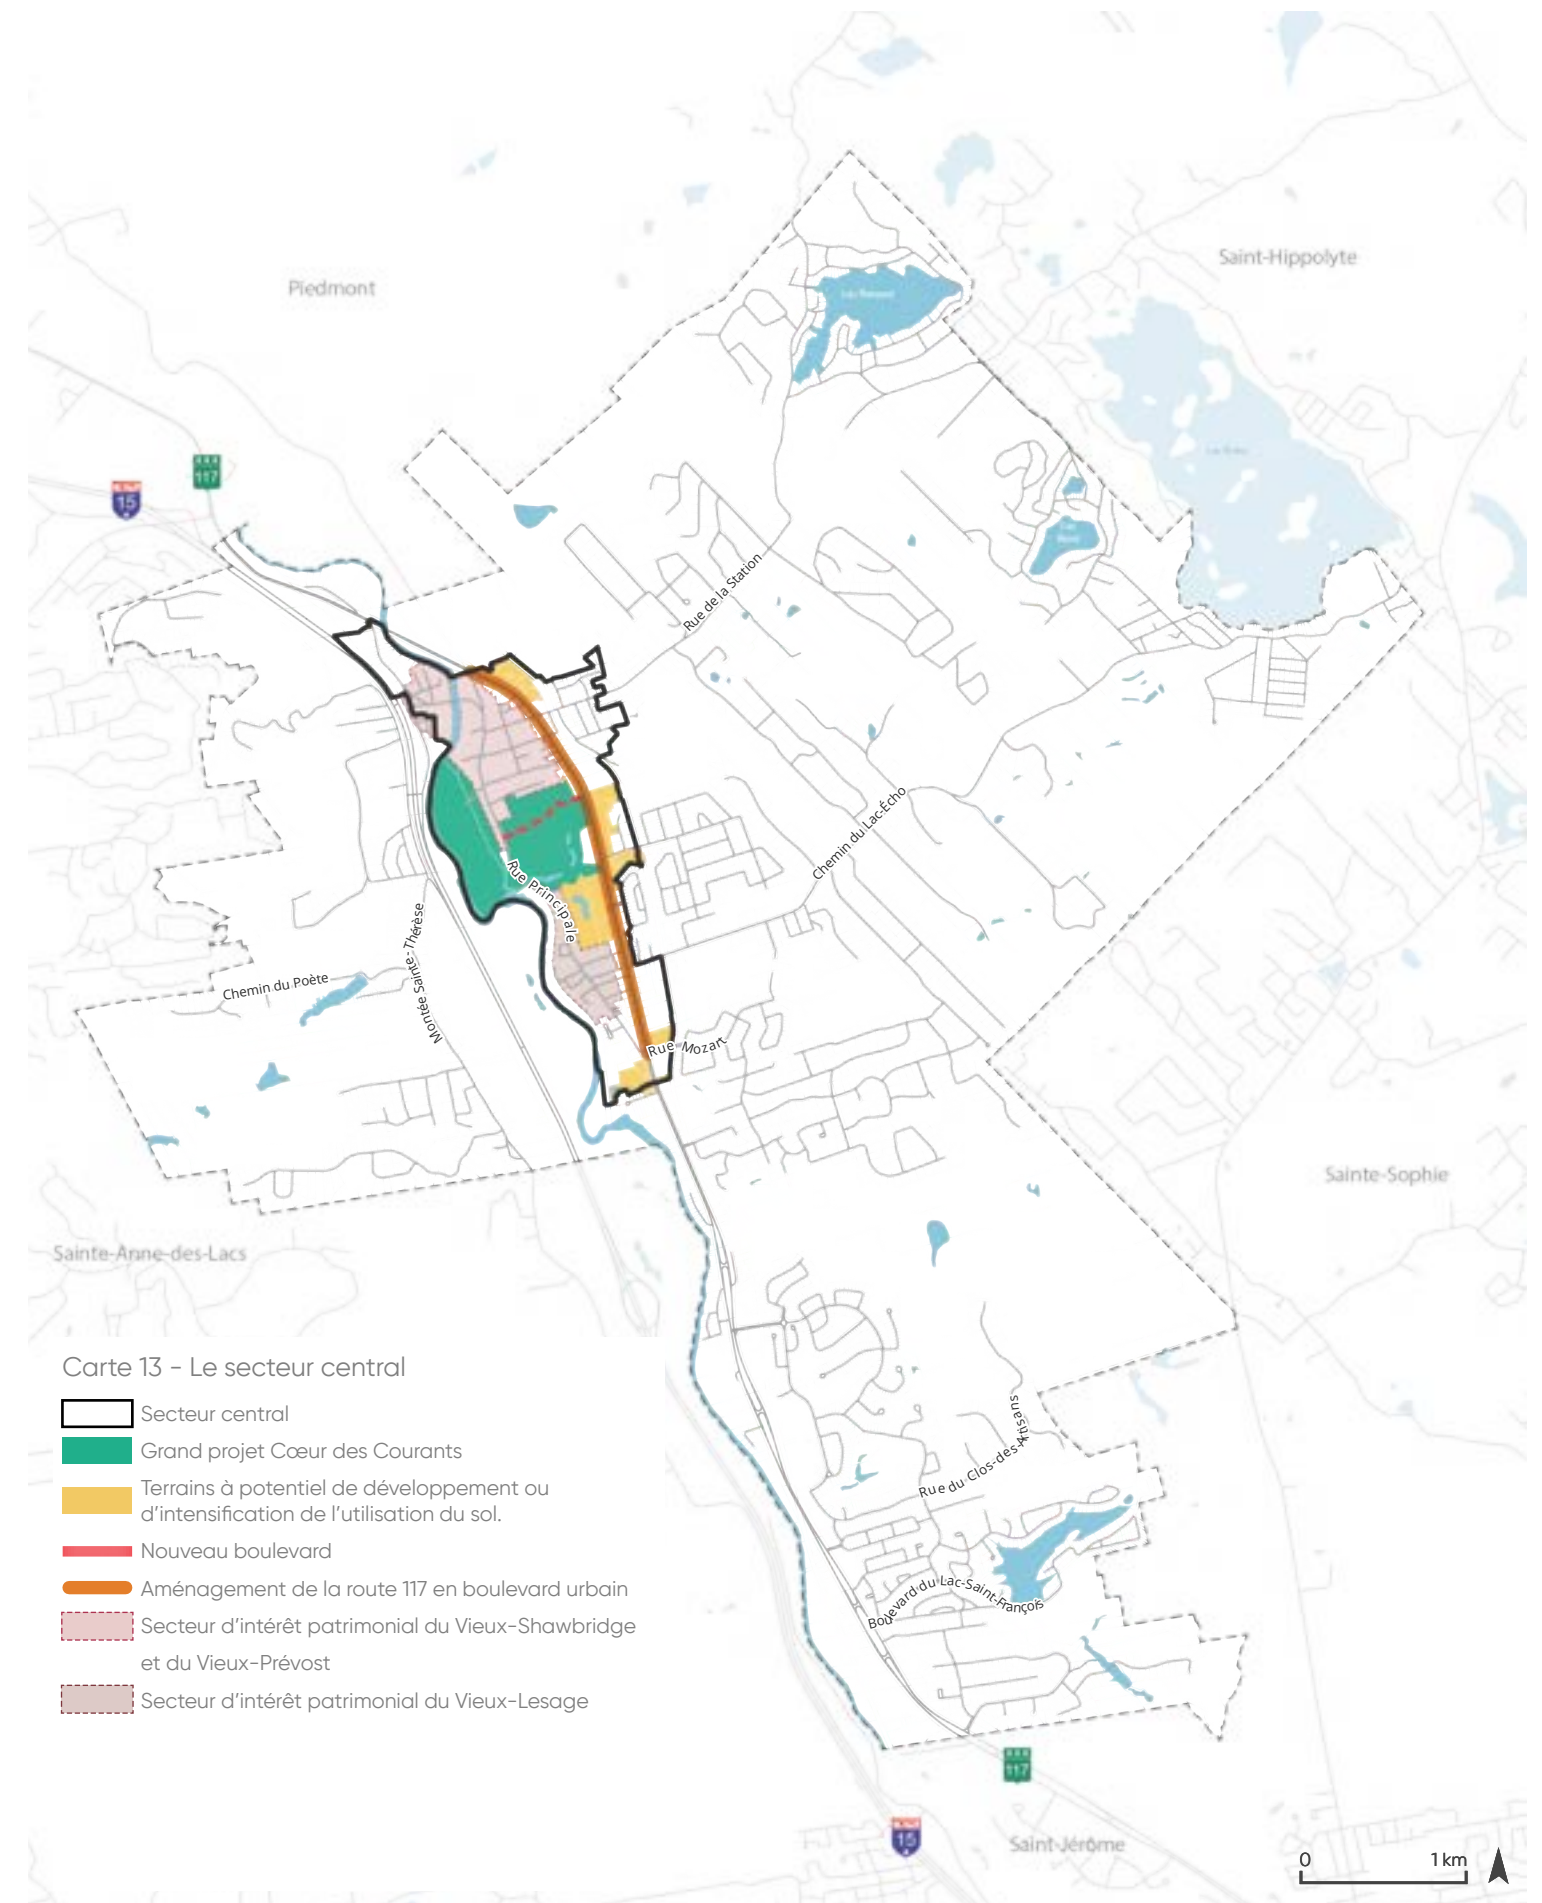 Saint-Hippolyte
Piedmont
117
15
Rue de la Station
Chemin du Lac-Écho
Rue Principale
Montée Sainte-Thérèse
Chemin du Poète
Rue Mozart
Sainte-Sophie
Sainte-Anne-des-Lacs
Carte 13 - Le secteur central
Secteur central
Grand projet Cœur des Courants
Terrains à potentiel de développement ou
d'intensification de l'utilisation du sol.
Nouveau boulevard
Aménagement de la route 117 en boulevard urbain
Secteur d'intérêt patrimonial du Vieux-Shawbridge
et du Vieux-Prévost
Secteur d'intérêt patrimonial du Vieux-Lesage
Rue du Clos-des-Artisans
Boulevard du Lac-Saint-François
117
15
Saint-Jérôme
0 1 km